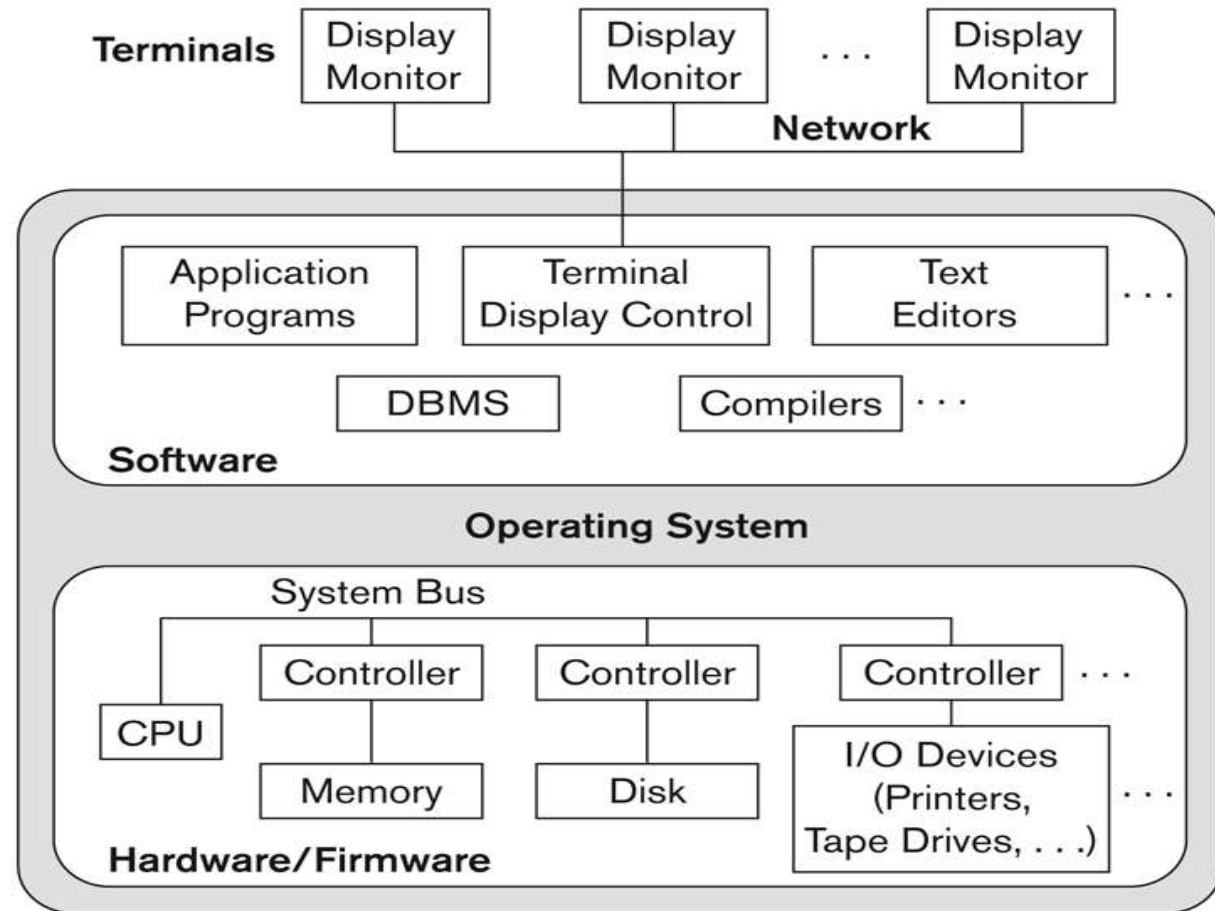 Terminals
Display
Monitor
Display
Monitor
. . .
Display
Monitor
Network
Application
Programs
Terminal
Display Control
Text
Editors
. . .
DBMS
Compilers
. . .
Software
Operating System
System Bus
CPU
Controller
Memory
Controller
Disk
Controller
. . .
I/O Devices
(Printers,
Tape Drives, . . .)
. . .
Hardware/Firmware